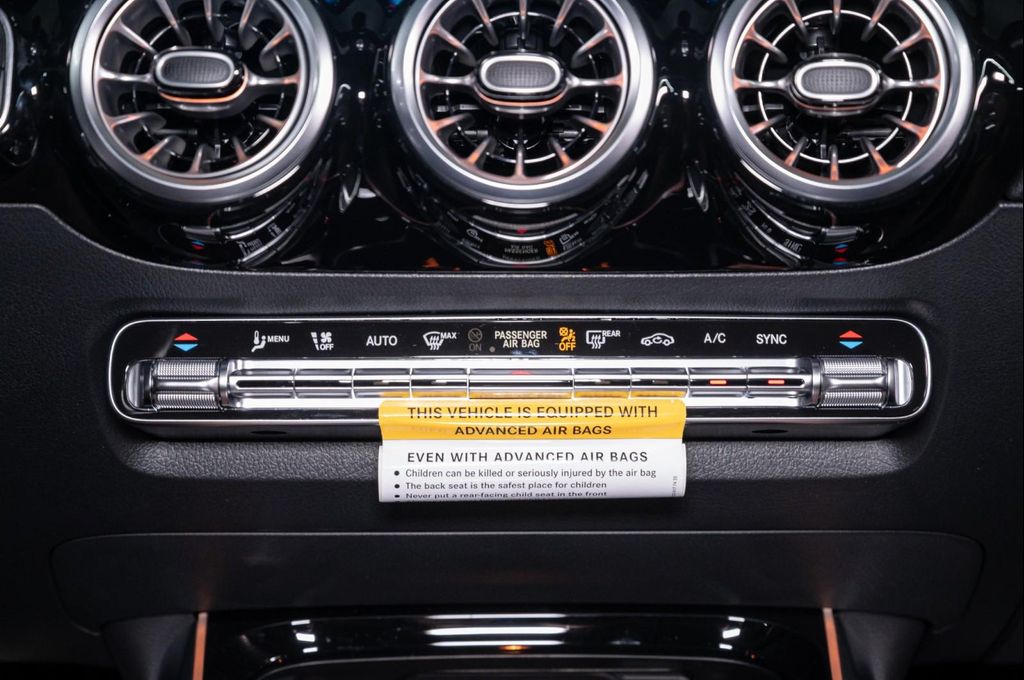 MENU
OFF
AUTO
MAX
ON
PASSENGER
AIR BAG
OFF
REAR
A/C
SYNC
THIS VEHICLE IS EQUIPPED WITH
ADVANCED AIR BAGS
EVEN WITH ADVANCED AIR BAGS
● Children can be killed or seriously injured by the air bag
● The back seat is the safest place for children
● Never put a rear-facing child seat in the front